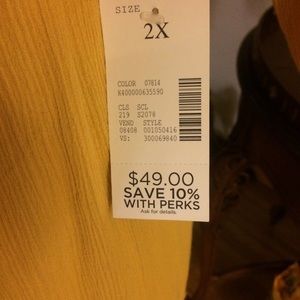 SIZE
2X
COLOR 07814
K400000635590
CLS SCL
219 S2078
VEND STYLE
08408 001050416
VS: 300069840
$49.00
SAVE 10%
WITH PERKS
Ask for details.